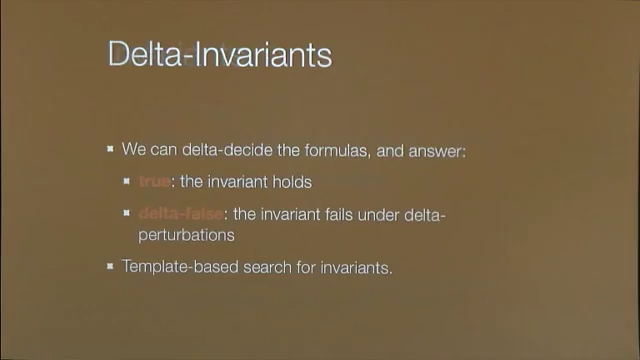 Delta-Invariants
We can delta-decide the formulas, and answer:
true: the invariant holds
delta-false: the invariant fails under delta-
perturbations
Template-based search for invariants.